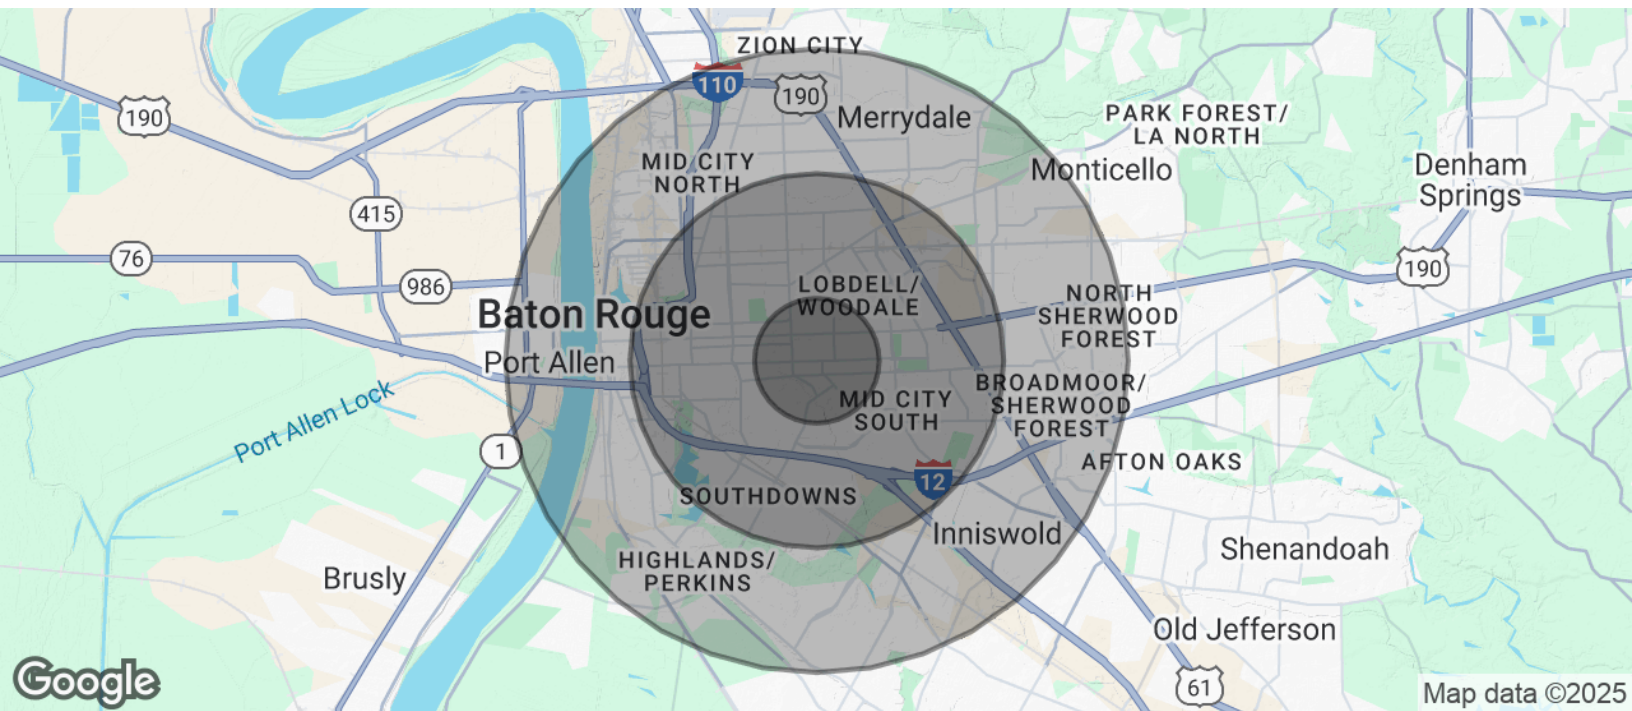 ZION CITY
110
190
190
Merrydale
PARK FOREST/
LA NORTH
MID CITY
NORTH
Monticello
Denham
Springs
415
76
986
190
LOBDELL/
WOODALE
NORTH
SHERWOOD
FOREST
Baton Rouge
Port Allen
BROADMOOR/
SHERWOOD
FOREST
MID CITY
SOUTH
Port Allen Lock
1
AFTON OAKS
12
SOUTHDOWNS
Inniswold
Shenandoah
HIGHLANDS/
PERKINS
Brusly
Old Jefferson
61
Google
Map data ©2025